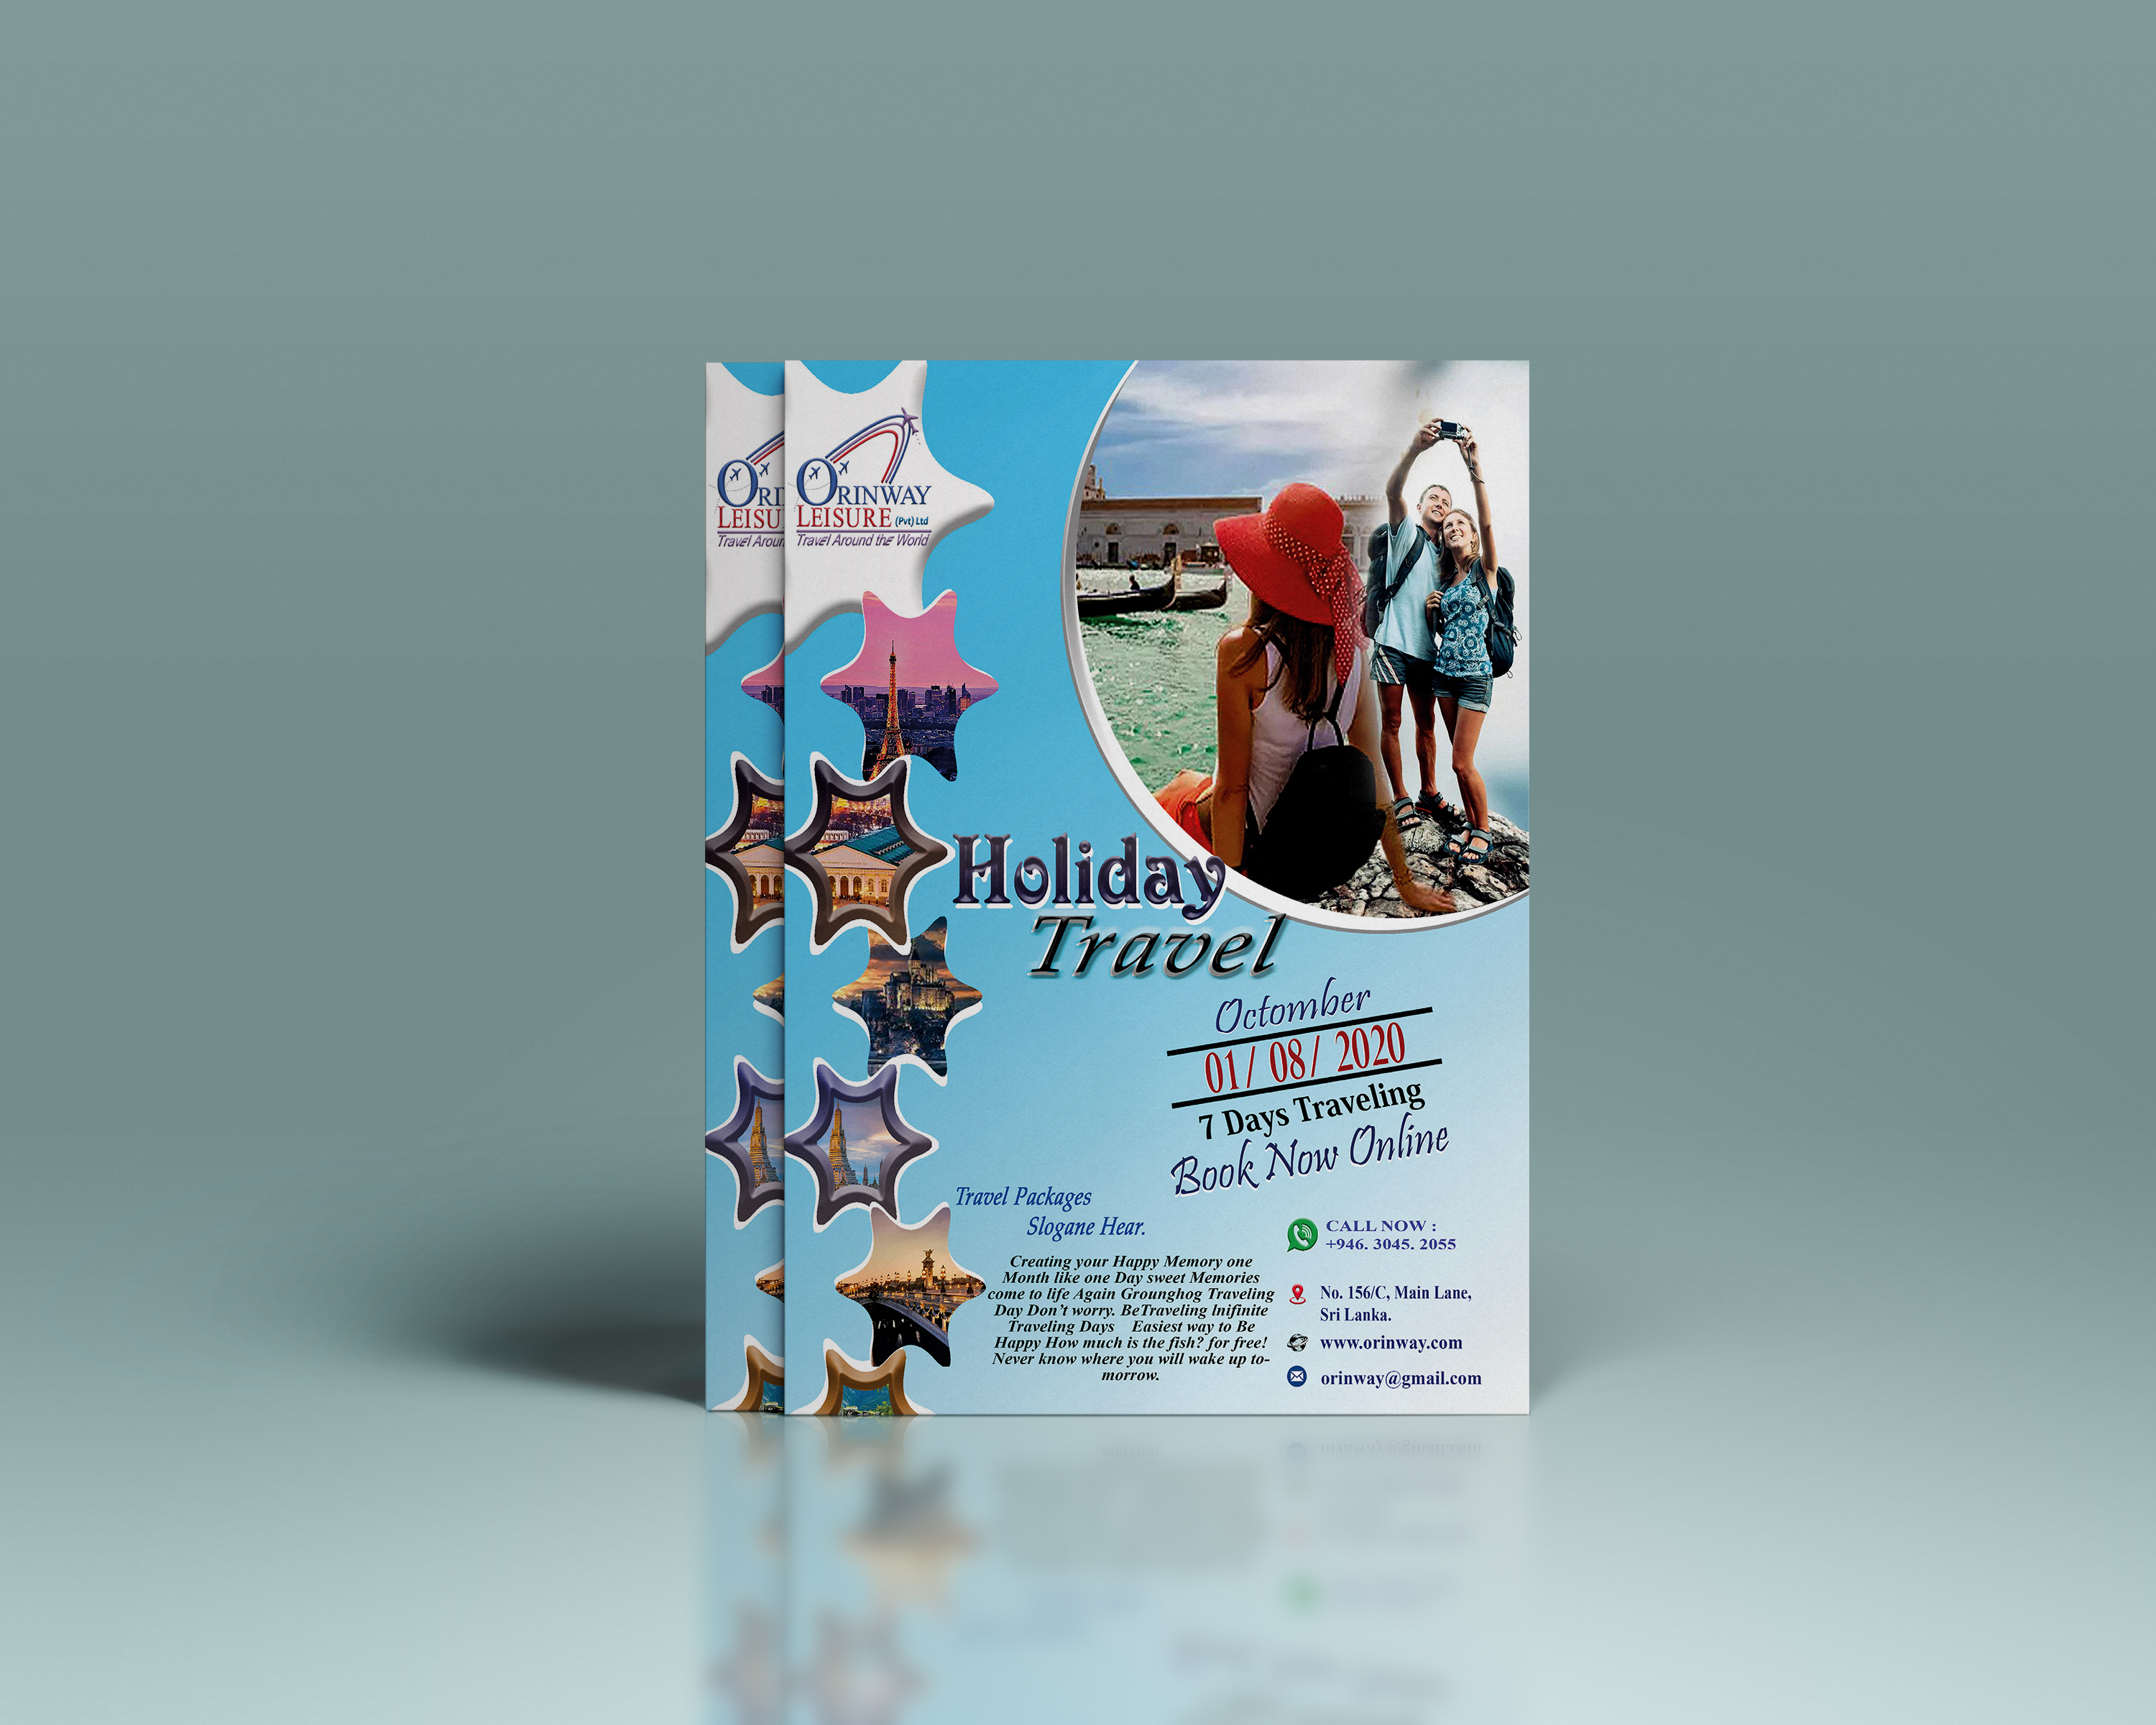 ORINWAY
LEISURE (Pvt) Ltd
Travel Around the World
ORI
LEISU
Travel Aroun
Holiday
Travel
Octomber
01/ 08/ 2020
7 Days Traveling
Book Now Online
Travel Packages
Slogane Hear.
Creating your Happy Memory one
Month like one Day sweet Memories
come to life Again Grounghog Traveling
Day Don't worry. BeTraveling Inifinite
Traveling Days Easiest way to Be
Happy How much is the fish? for free!
Never know where you will wake up to-
morrow.
CALL NOW :
+946. 3045. 2055
No. 156/C, Main Lane,
Sri Lanka.
www.orinway.com
orinway@gmail.com